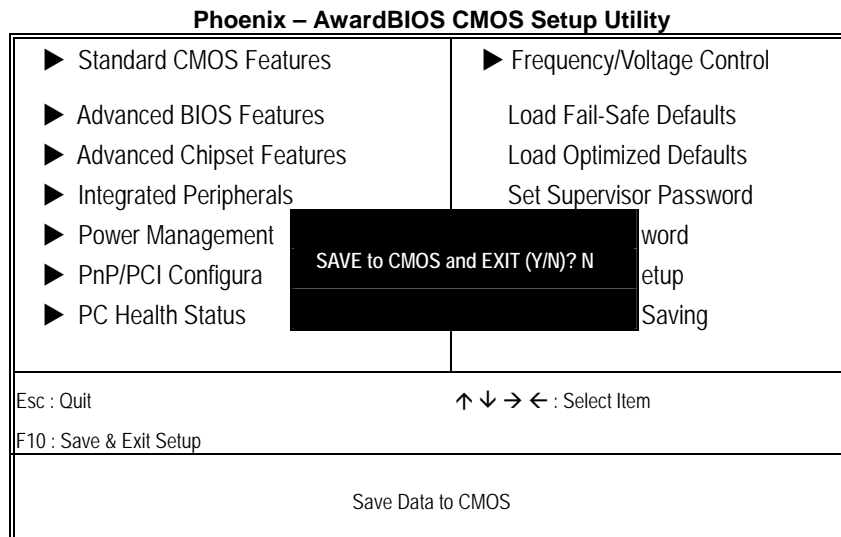 Phoenix – AwardBIOS CMOS Setup Utility
▶ Standard CMOS Features
▶ Advanced BIOS Features
▶ Advanced Chipset Features
▶ Integrated Peripherals
▶ Power Management
▶ PnP/PCI Configura
▶ PC Health Status
▶ Frequency/Voltage Control
Load Fail-Safe Defaults
Load Optimized Defaults
Set Supervisor Password
word
etup
Saving
SAVE to CMOS and EXIT (Y/N)? N
Esc : Quit
↑ ↓ → ← : Select Item
F10 : Save & Exit Setup
Save Data to CMOS